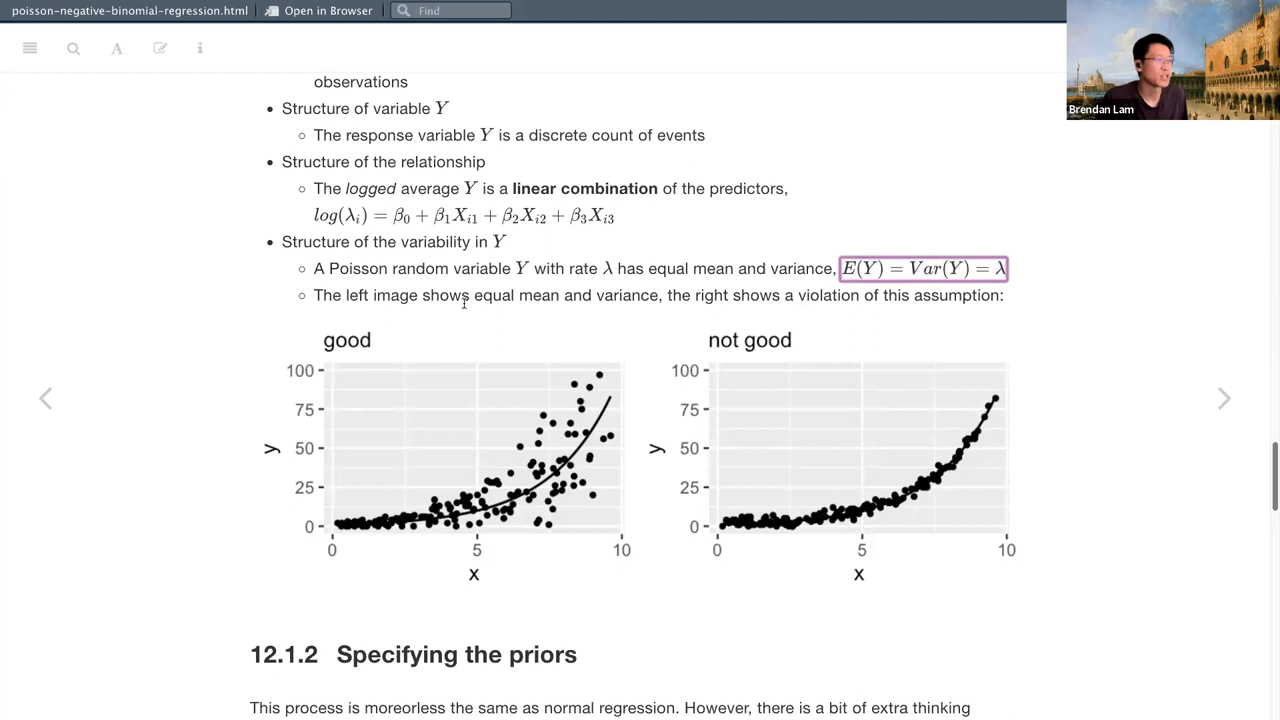 poisson-negative-binomial-regression.html
Open in Browser
Find
Brendan Lam
observations
• Structure of variable Y
◦ The response variable Y is a discrete count of events
• Structure of the relationship
◦ The logged average Y is a linear combination of the predictors,
log(λᵢ) = β₀ + β₁Xᵢ₁ + β₂Xᵢ₂ + β₃Xᵢ₃
• Structure of the variability in Y
◦ A Poisson random variable Y with rate λ has equal mean and variance, E(Y) = Var(Y) = λ
◦ The left image shows equal mean and variance, the right shows a violation of this assumption:
good
100
75
50
25
0
y
0 5 10
x
not good
100
75
50
25
0
y
0 5 10
x
12.1.2 Specifying the priors
This process is moreorless the same as normal regression. However, there is a bit of extra thinking